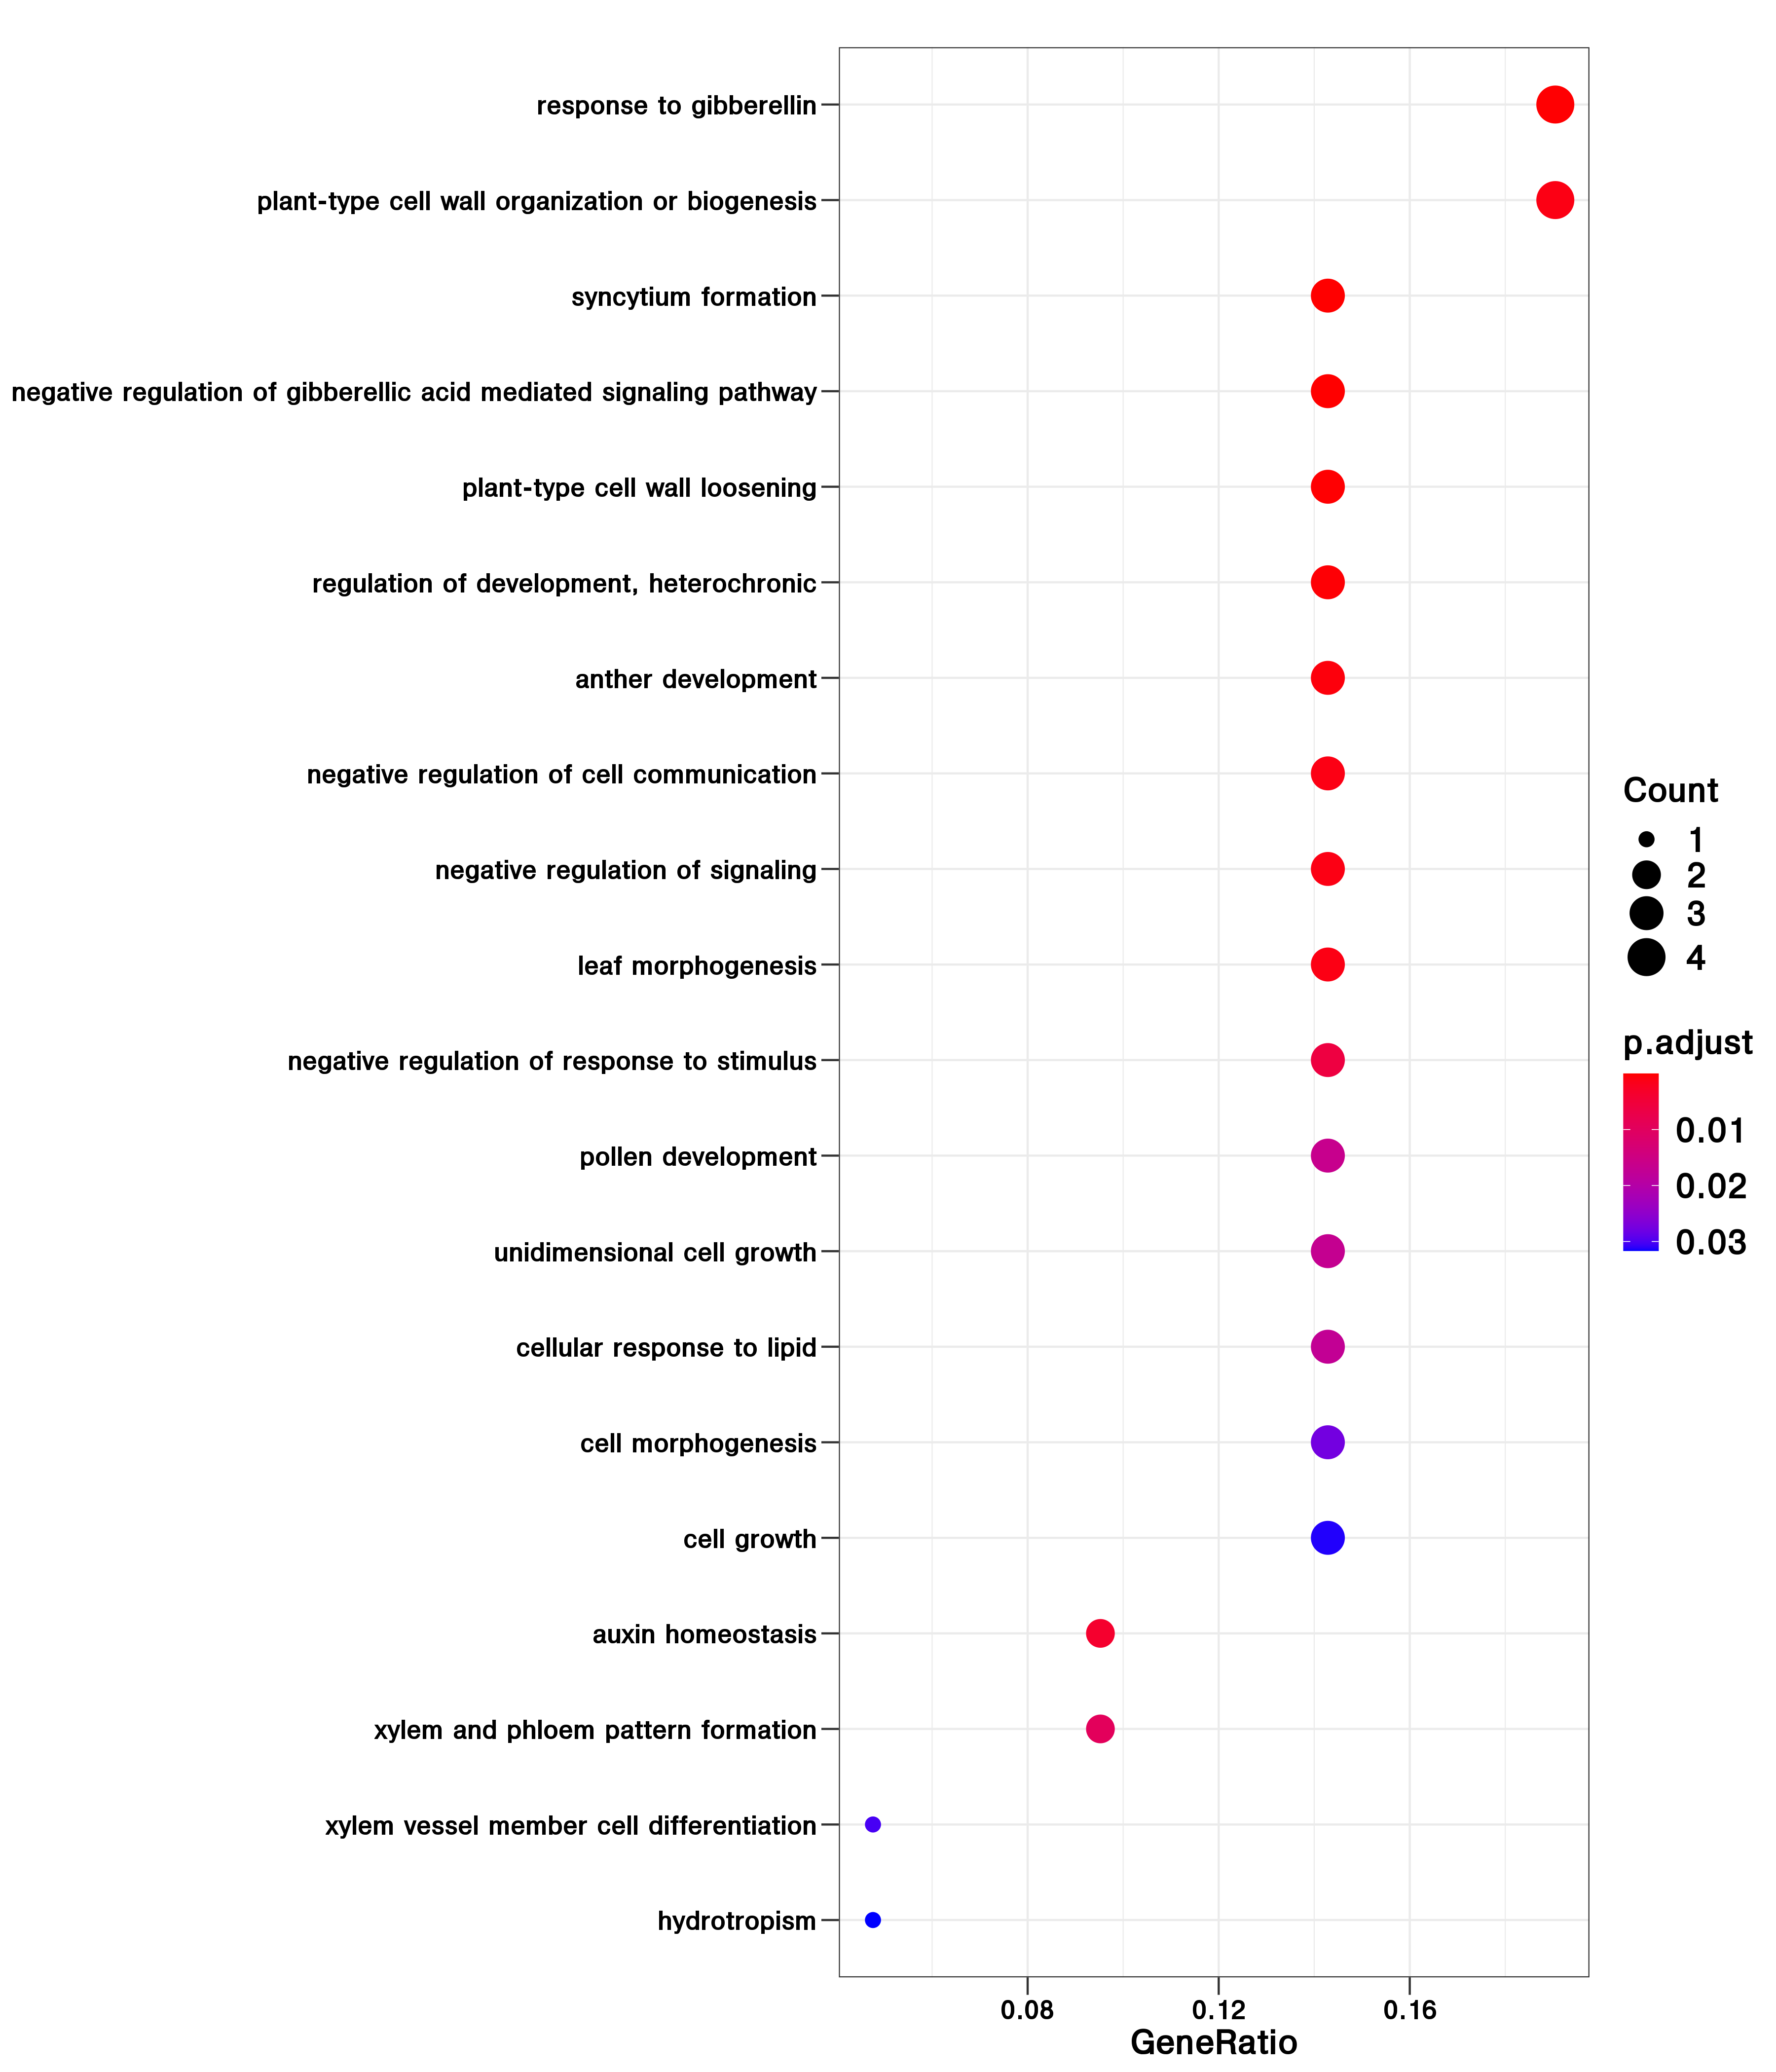 response to gibberellin
plant-type cell wall organization or biogenesis
syncytium formation
negative regulation of gibberellic acid mediated signaling pathway
plant-type cell wall loosening
regulation of development, heterochronic
anther development
negative regulation of cell communication
negative regulation of signaling
leaf morphogenesis
negative regulation of response to stimulus
pollen development
unidimensional cell growth
cellular response to lipid
cell morphogenesis
cell growth
auxin homeostasis
xylem and phloem pattern formation
xylem vessel member cell differentiation
hydrotropism
0.08 0.12 0.16
GeneRatio
Count
1
2
3
4
p.adjust
0.01
0.02
0.03